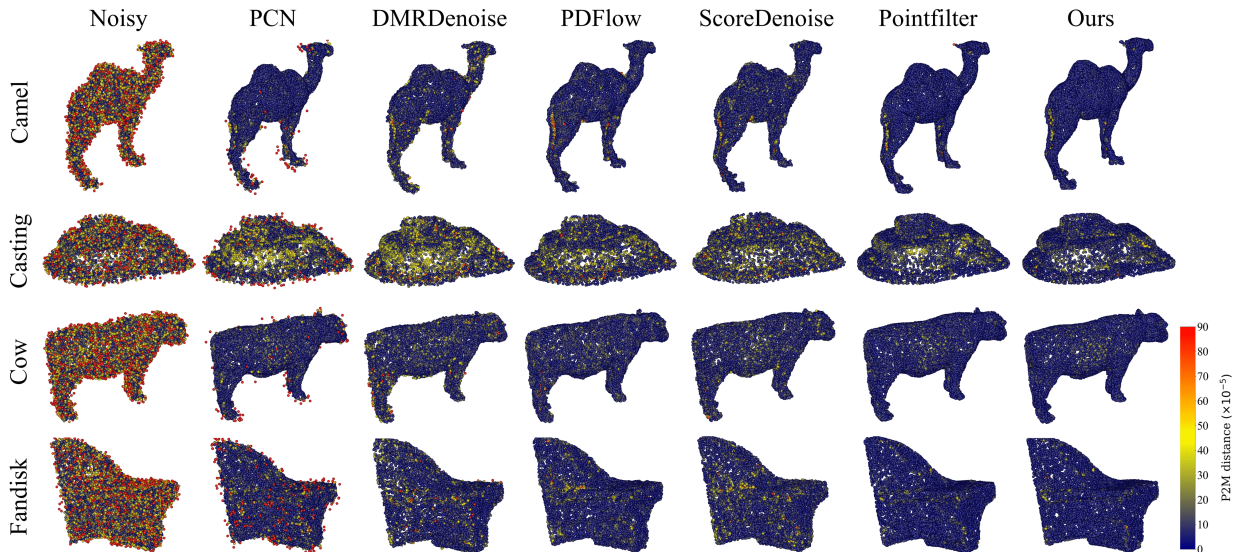 Noisy PCN DMRDenoise PDFlow ScoreDenoise Pointfilter Ours
Camel
Casting
Cow
Fandisk
90
80
70
60
50
40
30
20
10
0
P2M distance (×10⁻⁵)